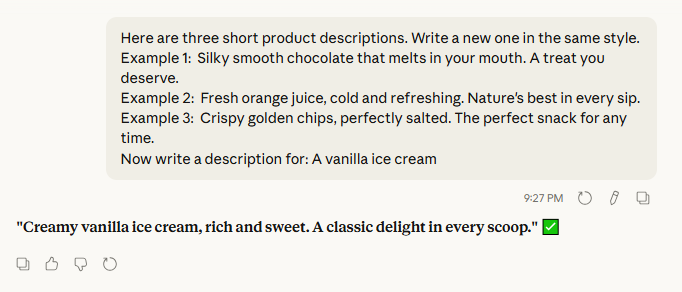 Here are three short product descriptions. Write a new one in the same style.
Example 1: Silky smooth chocolate that melts in your mouth. A treat you
deserve.
Example 2: Fresh orange juice, cold and refreshing. Nature's best in every sip.
Example 3: Crispy golden chips, perfectly salted. The perfect snack for any
time.
Now write a description for: A vanilla ice cream
9:27 PM
"Creamy vanilla ice cream, rich and sweet. A classic delight in every scoop." ✅